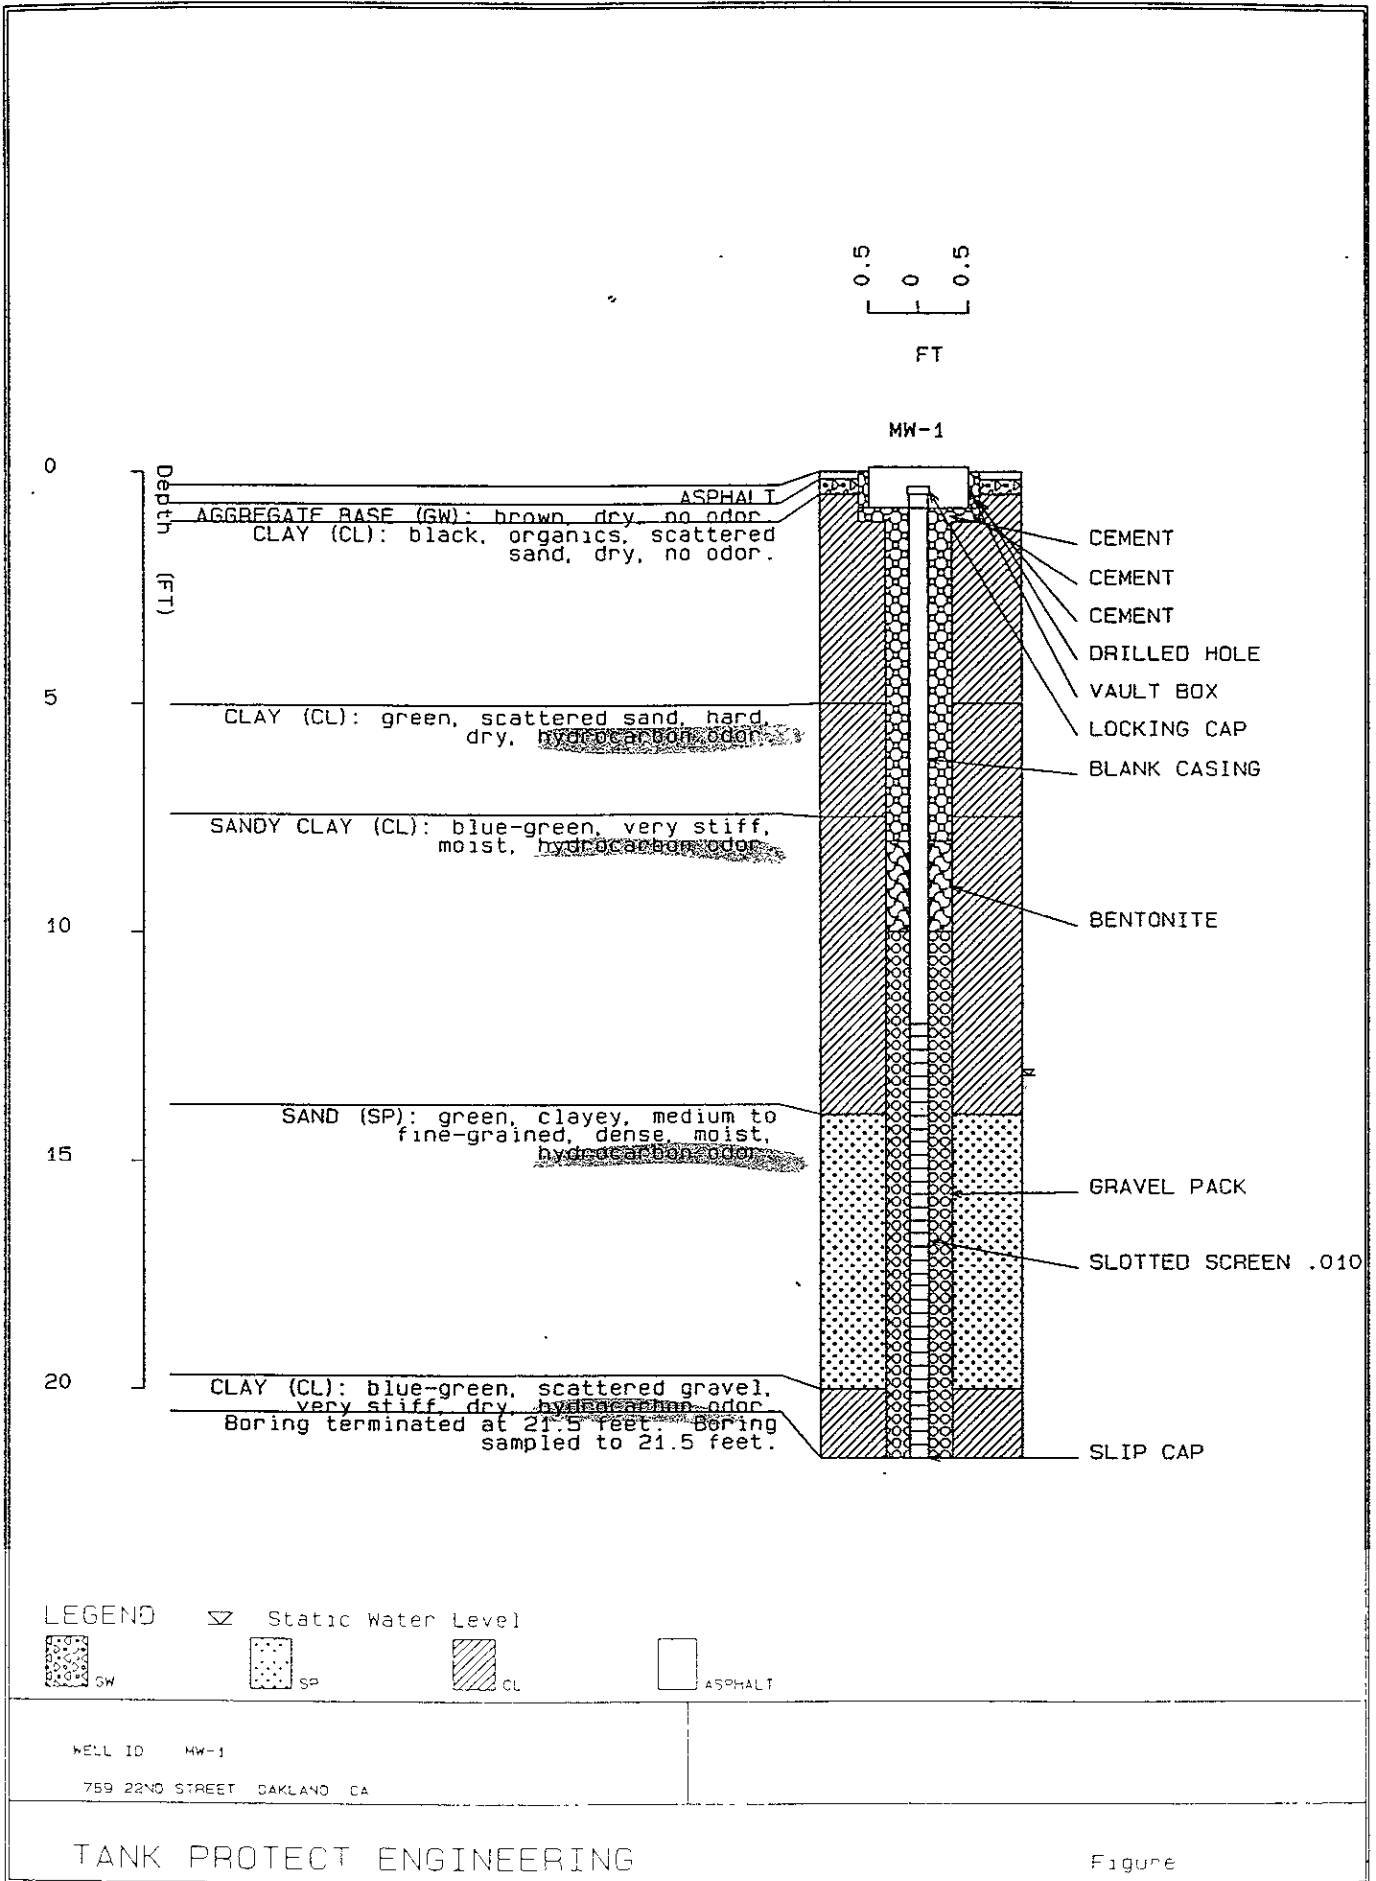 0.5
0
0.5
FT
MW-1
0
Depth (FT)
ASPHALT
AGGREGATE BASE (GW): brown, dry, no odor
CLAY (CL): black, organics, scattered
sand, dry, no odor.
CEMENT
CEMENT
CEMENT
DRILLED HOLE
VAULT BOX
LOCKING CAP
BLANK CASING
5
CLAY (CL): green, scattered sand, hard,
dry, hydrocarbon odor.
SANDY CLAY (CL): blue-green, very stiff,
moist, hydrocarbon odor
10
BENTONITE
SAND (SP): green, clayey, medium to
fine-grained, dense, moist,
hydrocarbon odor.
15
GRAVEL PACK
SLOTTED SCREEN .010
20
CLAY (CL): blue-green, scattered gravel,
very stiff, dry, hydrocarbon odor
Boring terminated at 21.5 feet. Boring
sampled to 21.5 feet.
SLIP CAP
LEGEND
Static Water Level
GW
SP
CL
ASPHALT
WELL ID MW-1
759 22ND STREET OAKLAND CA
TANK PROTECT ENGINEERING
Figure